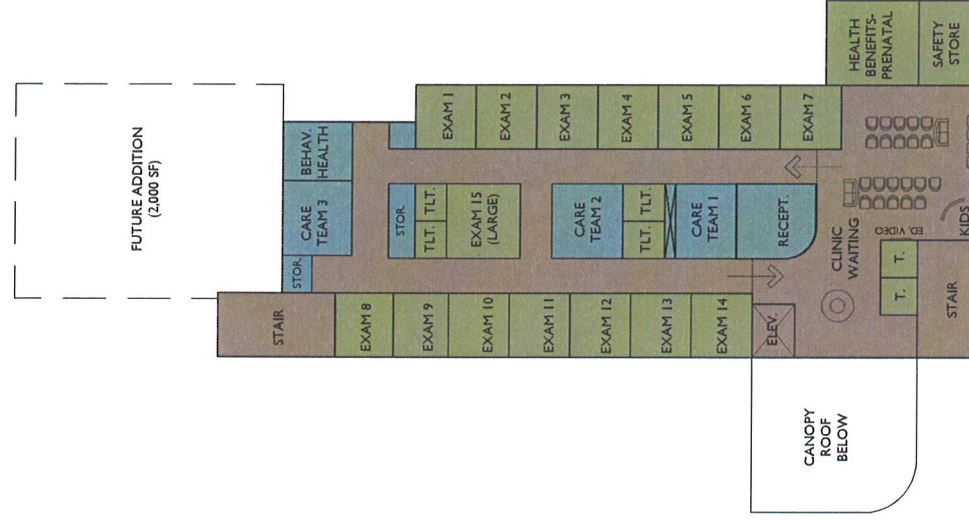 HEALTH
BENEFITS-
PRENATAL
SAFETY
STORE
FUTURE ADDITION
(2,000 SF)
BEHAV.
HEALTH
EXAM 1
EXAM 2
EXAM 3
EXAM 4
EXAM 5
EXAM 6
EXAM 7
CARE
TEAM 3
STOR.
TLT.
TLT.
EXAM 15
(LARGE)
CARE
TEAM 2
TLT.
TLT.
CARE
TEAM 1
RECEPT.
STOR.
CLINIC
WAITING
ED. VIDEO
KIDS
T.
T.
STAIR
EXAM 8
EXAM 9
EXAM 10
EXAM 11
EXAM 12
EXAM 13
EXAM 14
ELEV.
STAIR
CANOPY
ROOF
BELOW